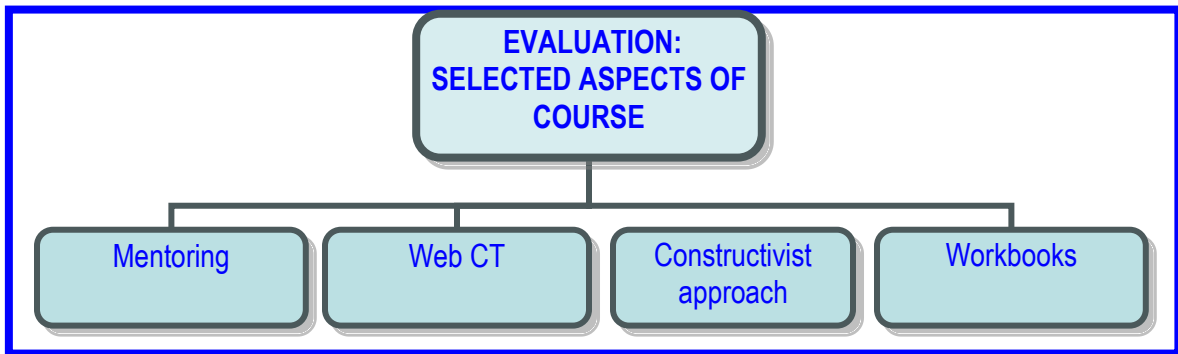 EVALUATION:
SELECTED ASPECTS OF
COURSE
Mentoring
Web CT
Constructivist
approach
Workbooks